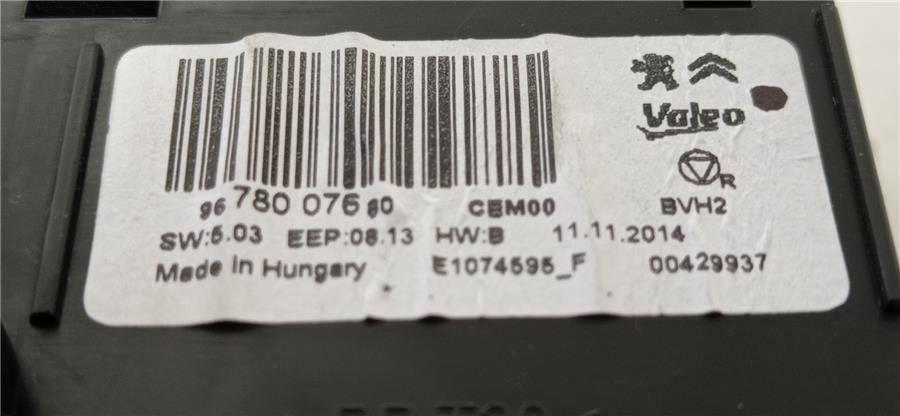 Valeo
R
96 780 076 80 CEM00 BVH2
SW:5.03 EEP:08.13 HW:B 11.11.2014
Made in Hungary E1074595_F 00429937